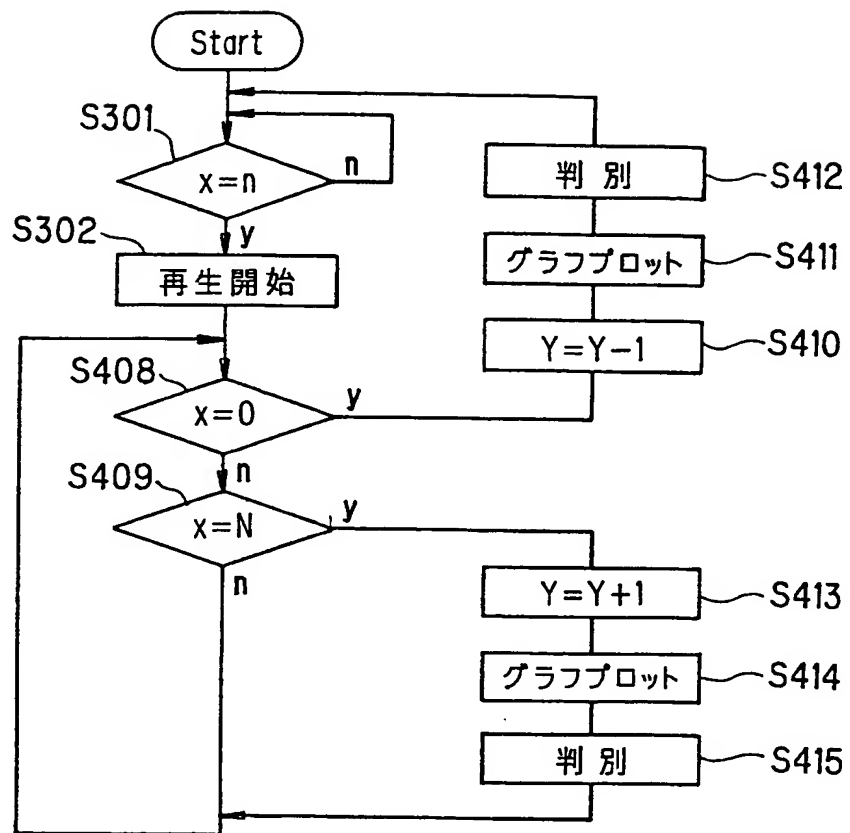 Start
S301
x=n
n
y
S302
再生開始
S408
x=0
y
n
S409
x=N
y
n
判別
S412
グラフプロット
S411
Y=Y−1
S410
Y=Y+1
S413
グラフプロット
S414
判別
S415